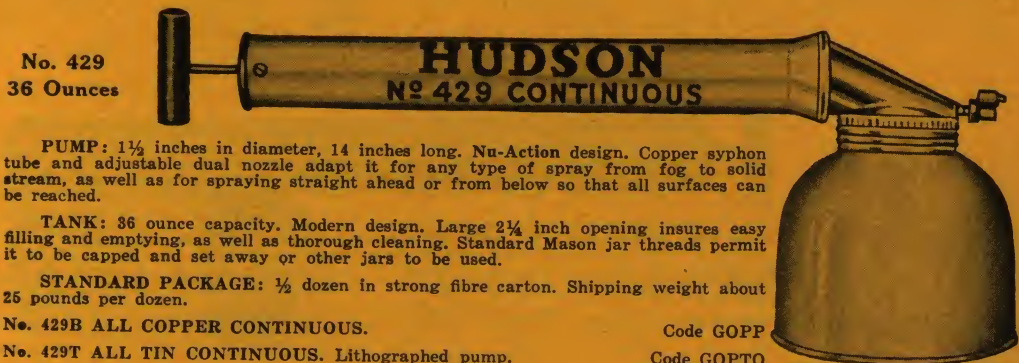 No. 429
36 Ounces
HUDSON
Nº 429 CONTINUOUS
PUMP: 1½ inches in diameter, 14 inches long. Nu-Action design. Copper syphon
tube and adjustable dual nozzle adapt it for any type of spray from fog to solid
stream, as well as for spraying straight ahead or from below so that all surfaces can
be reached.
TANK: 36 ounce capacity. Modern design. Large 2¼ inch opening insures easy
filling and emptying, as well as thorough cleaning. Standard Mason jar threads permit
it to be capped and set away or other jars to be used.
STANDARD PACKAGE: ½ dozen in strong fibre carton. Shipping weight about
25 pounds per dozen.
No. 429B ALL COPPER CONTINUOUS. Code GOPP
No. 429T ALL TIN CONTINUOUS. Lithographed pump. Code GOPTO